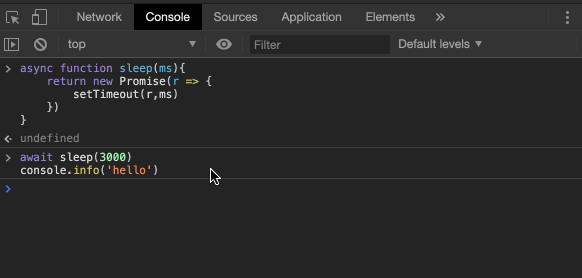 Network Console Sources Application Elements »
top Filter Default levels
> async function sleep(ms){
return new Promise(r => {
setTimeout(r,ms)
})
}
undefined
> await sleep(3000)
console.info('hello')
>